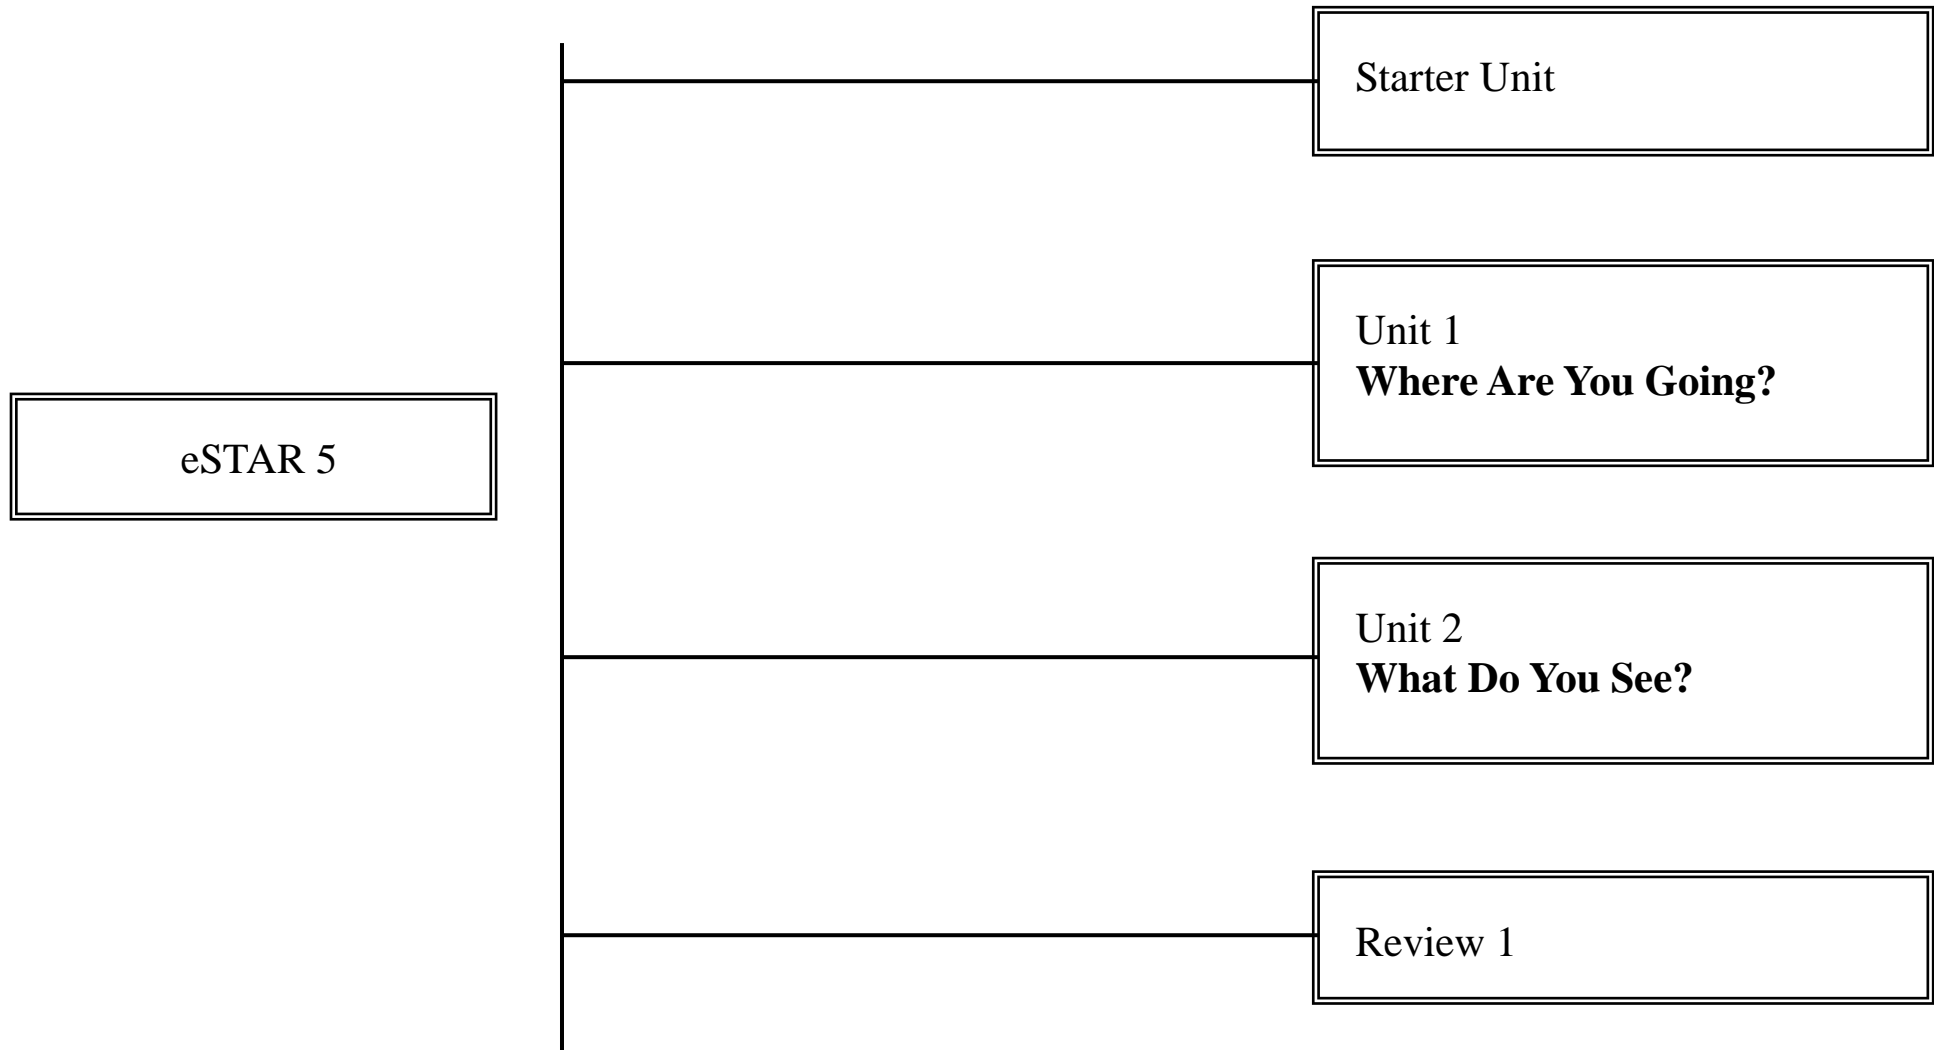 Starter Unit
Unit 1
Where Are You Going?
eSTAR 5
Unit 2
What Do You See?
Review 1